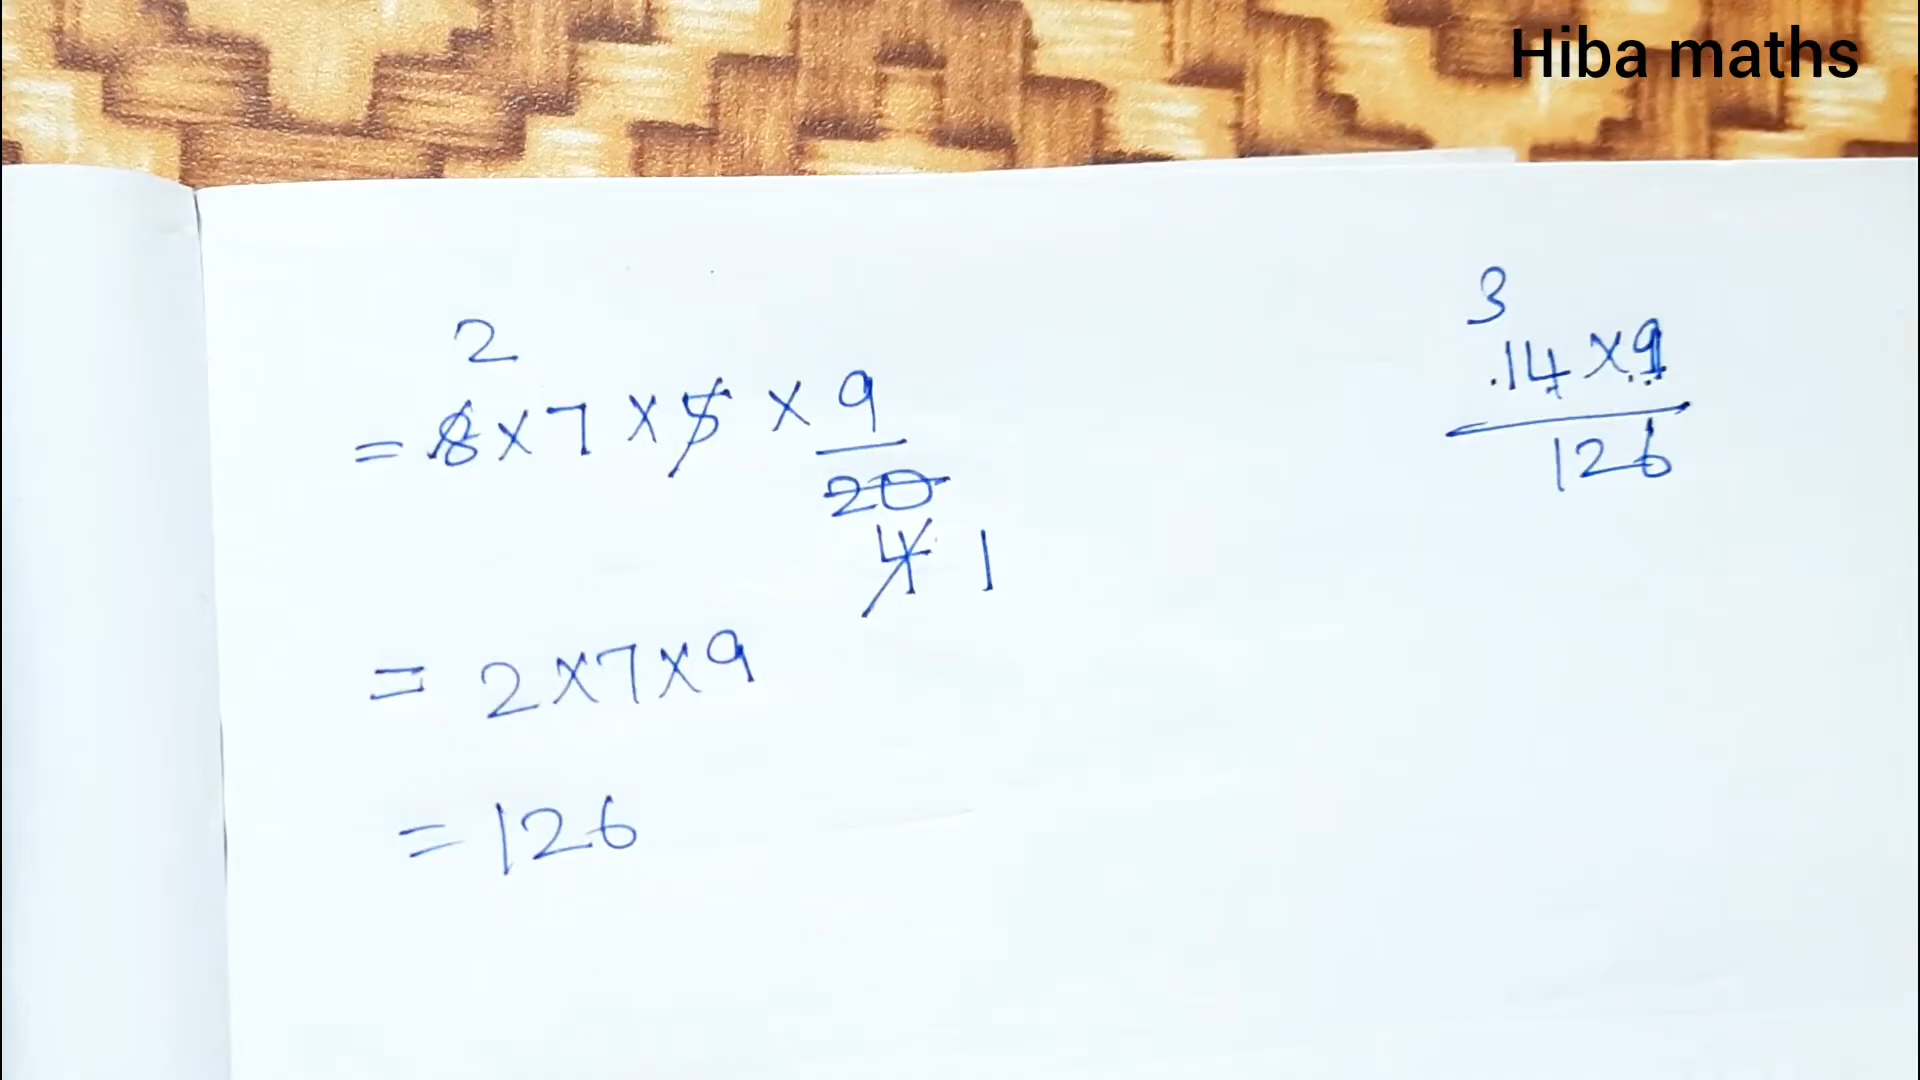 Hiba maths
2
= 8 × 7 × 5 × 9
20
4 1
= 2 × 7 × 9
= 126
3
14 × 9
126